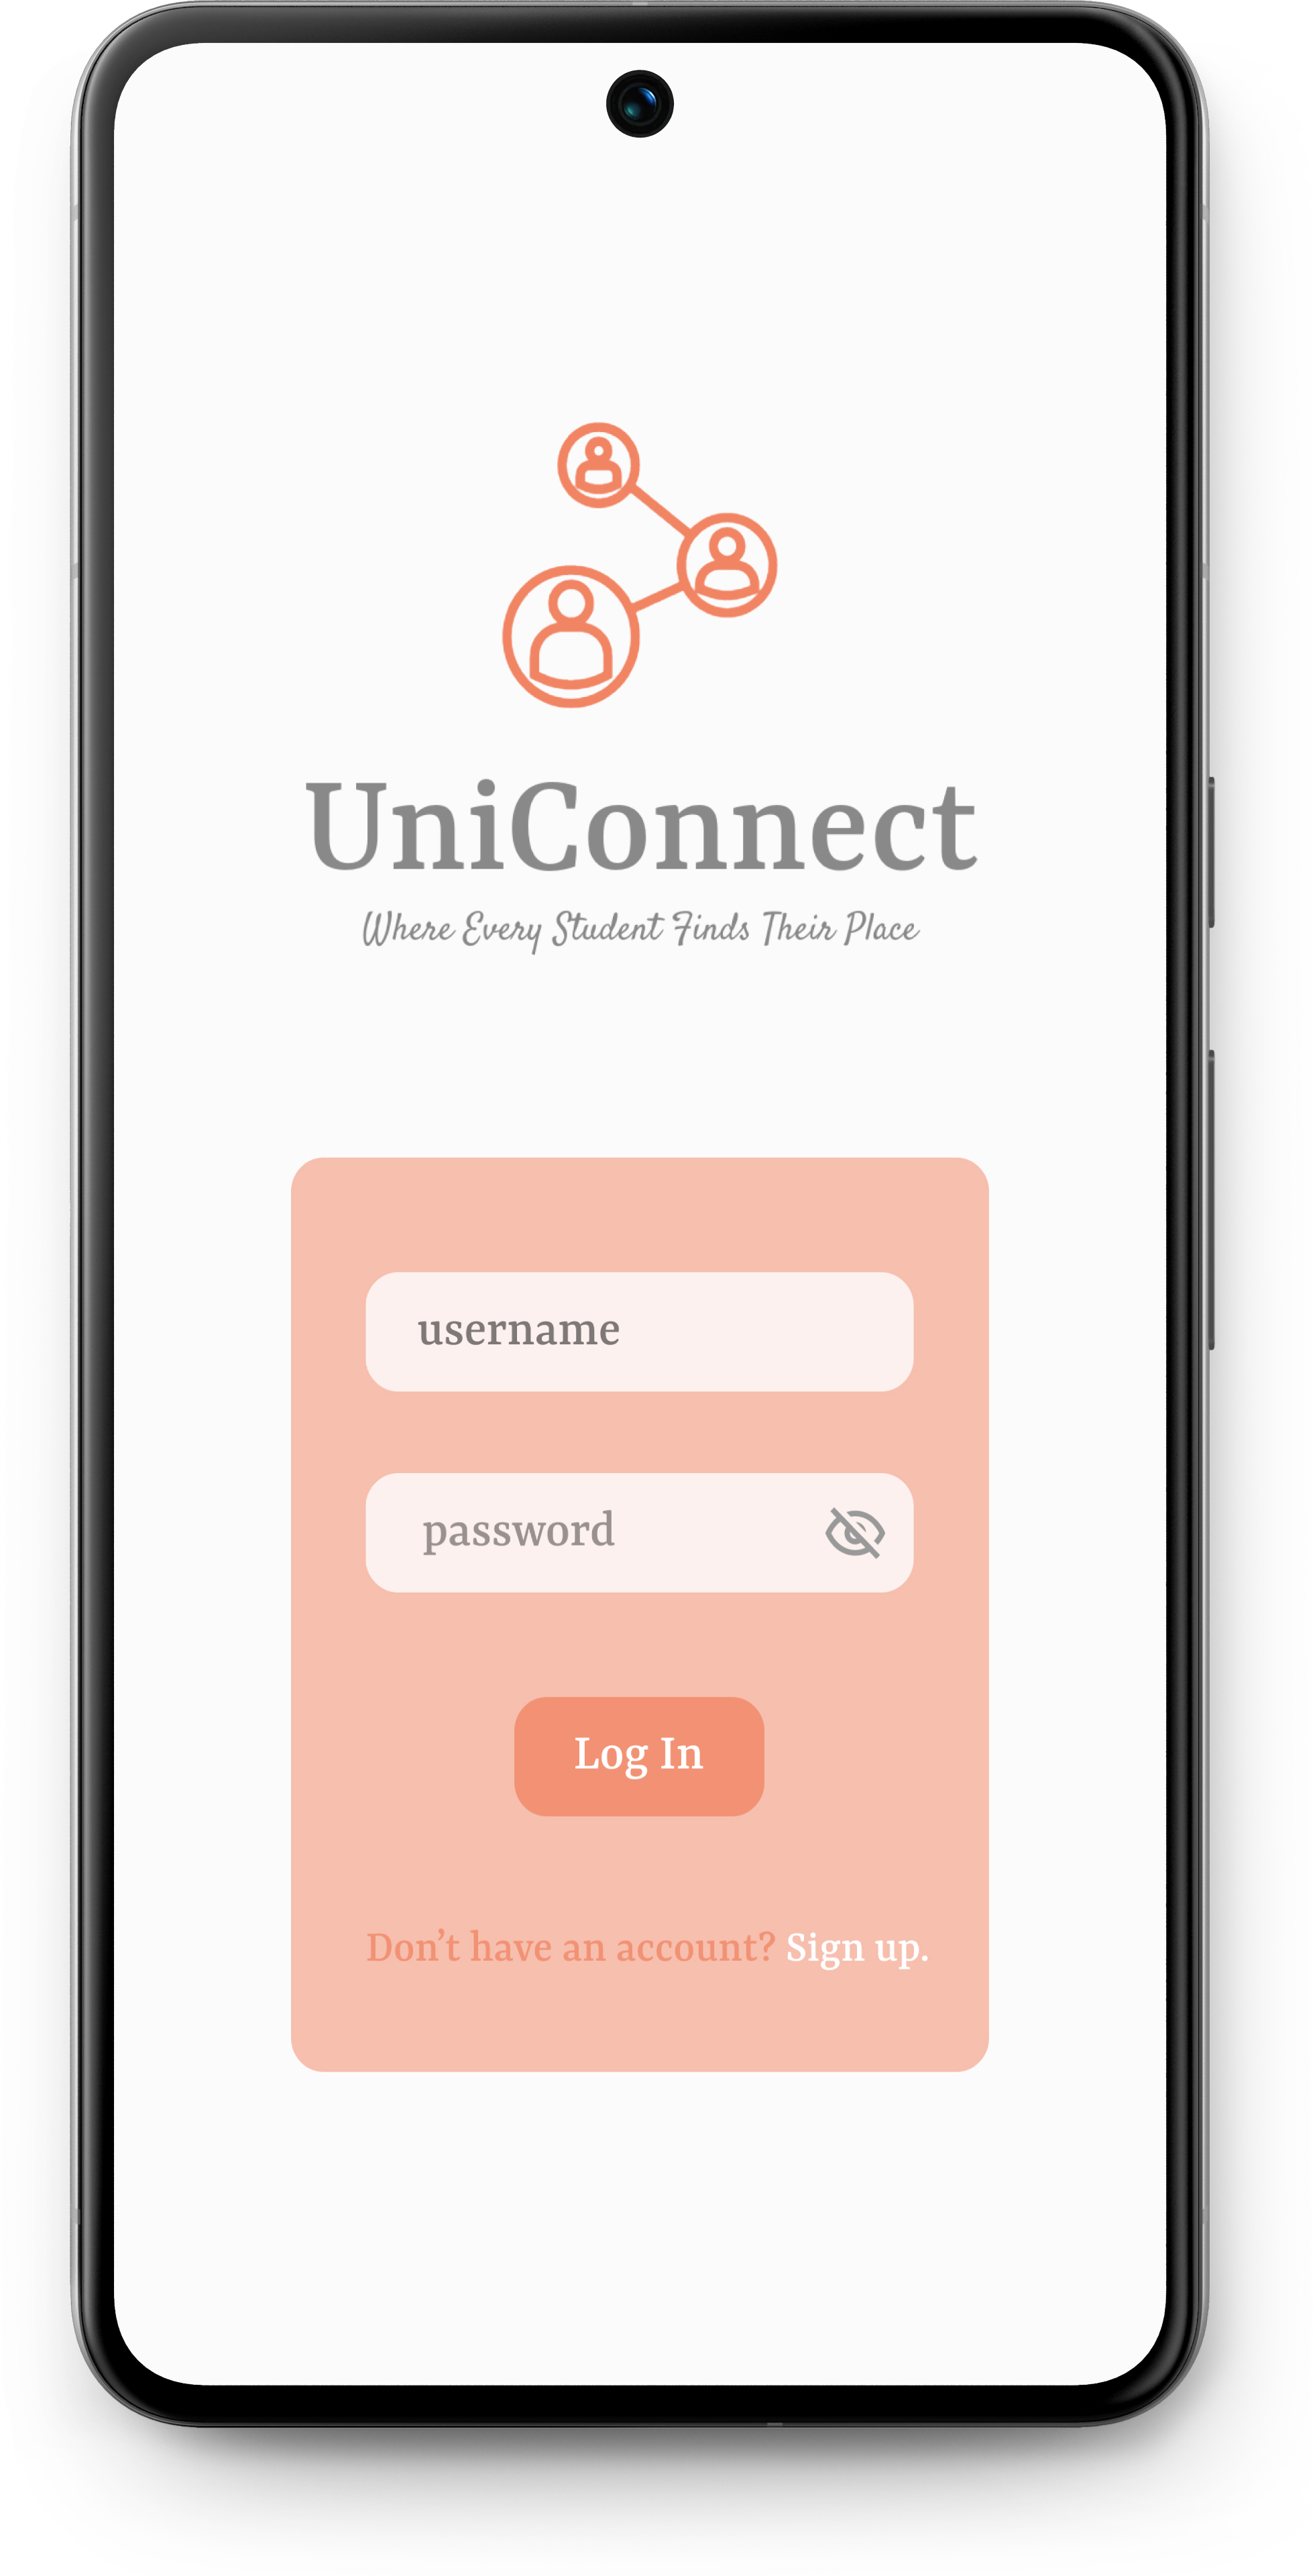 UniConnect
Where Every Student Finds Their Place
username
password
Log In
Don’t have an account? Sign up.